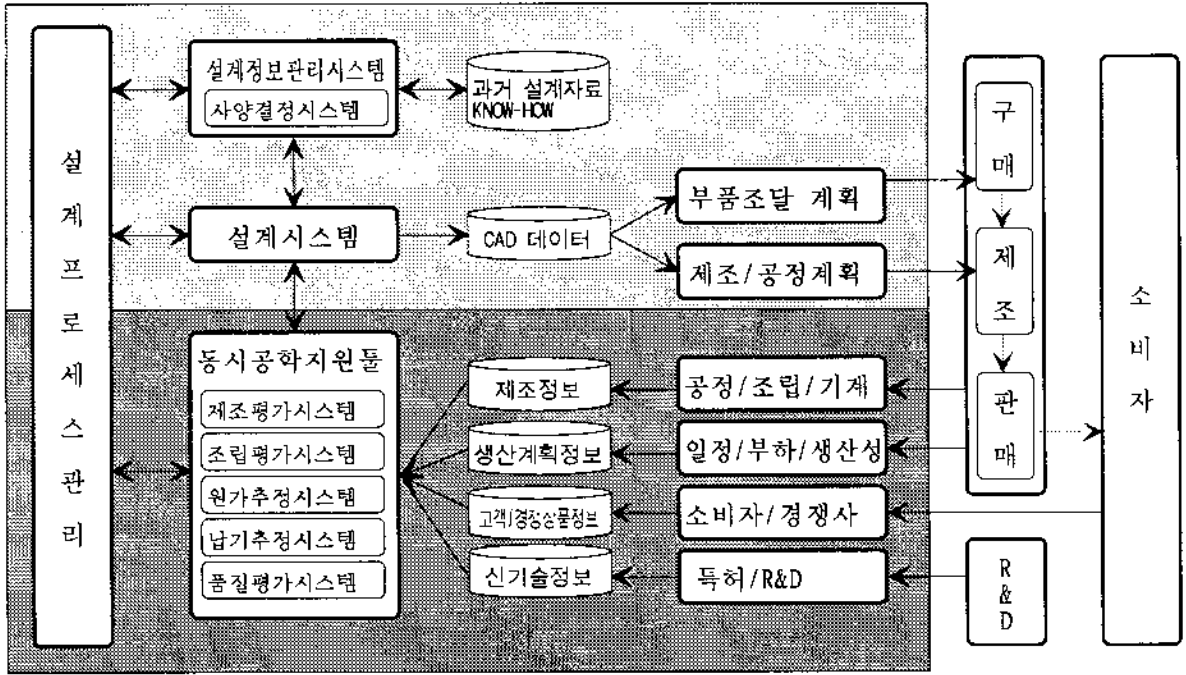 설계프로세스관리
설계정보관리시스템
사양결정시스템
과거 설계자료
KNOW-HOW
설계시스템
CAD 데이터
부품조달 계획
제조/공정계획
동시공학지원툴
제조평가시스템
조립평가시스템
원가추정시스템
납기추정시스템
품질평가시스템
제조정보
생산계획정보
고객/경쟁상품정보
신기술정보
공정/조립/기계
일정/부하/생산성
소비자/경쟁사
특허/R&D
구매
제조
판매
R&D
소비자